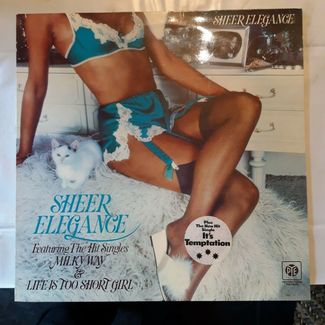 SHEER ELEGANCE
SHEER
ELEGANCE
Featuring The Hit Singles
MILKY WAY
&
LIFE IS TOO SHORT GIRL
Plus
The New Hit
Single
It's
Temptation
PYE